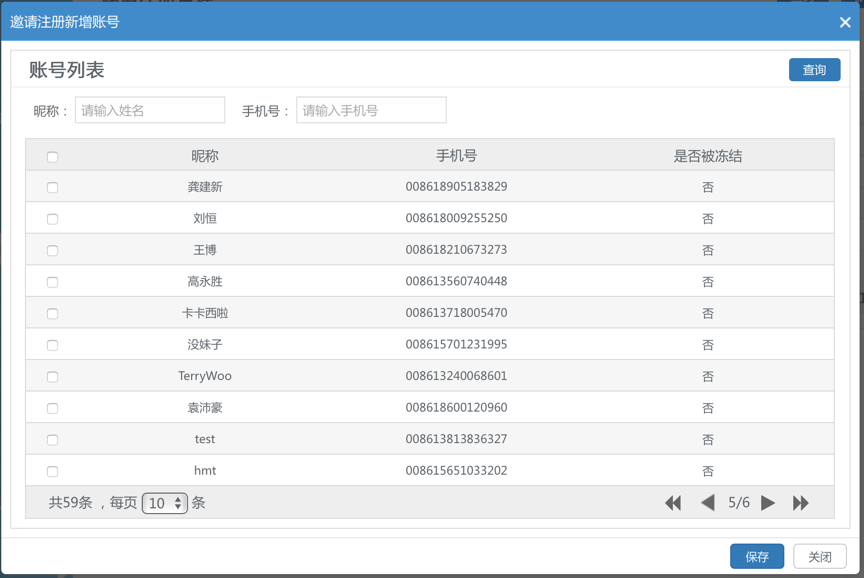 邀请注册新增账号 ×
账号列表 查询
昵称： 请输入姓名 手机号： 请输入手机号
昵称 手机号 是否被冻结
龚建新 008618905183829 否
刘恒 008618009255250 否
王博 008618210673273 否
高永胜 008613560740448 否
卡卡西啦 008613718005470 否
没妹子 008615701231995 否
TerryWoo 008613240068601 否
袁沛豪 008618600120960 否
test 008613813836327 否
hmt 008615651033202 否
共59条 ，每页 10 条 5/6
保存 关闭